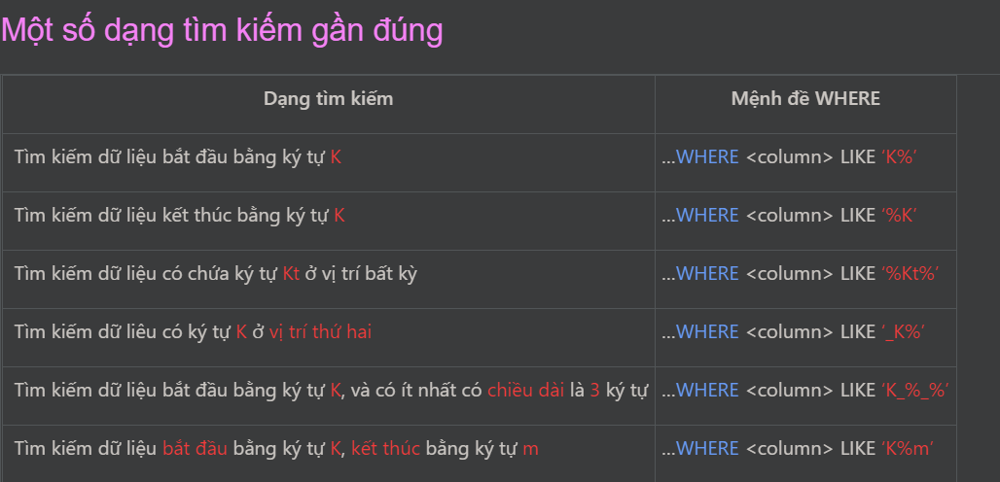 Một số dạng tìm kiếm gần đúng
Dạng tìm kiếm Mệnh đề WHERE
Tìm kiếm dữ liệu bắt đầu bằng ký tự K ...WHERE <column> LIKE ‘K%’
Tìm kiếm dữ liệu kết thúc bằng ký tự K ...WHERE <column> LIKE ‘%K’
Tìm kiếm dữ liệu có chứa ký tự Kt ở vị trí bất kỳ ...WHERE <column> LIKE ‘%Kt%’
Tìm kiếm dữ liêu có ký tự K ở vị trí thứ hai ...WHERE <column> LIKE ‘_K%’
Tìm kiếm dữ liệu bắt đầu bằng ký tự K, và có ít nhất có chiều dài là 3 ký tự ...WHERE <column> LIKE ‘K_%_%’
Tìm kiếm dữ liệu bắt đầu bằng ký tự K, kết thúc bằng ký tự m ...WHERE <column> LIKE ‘K%m’